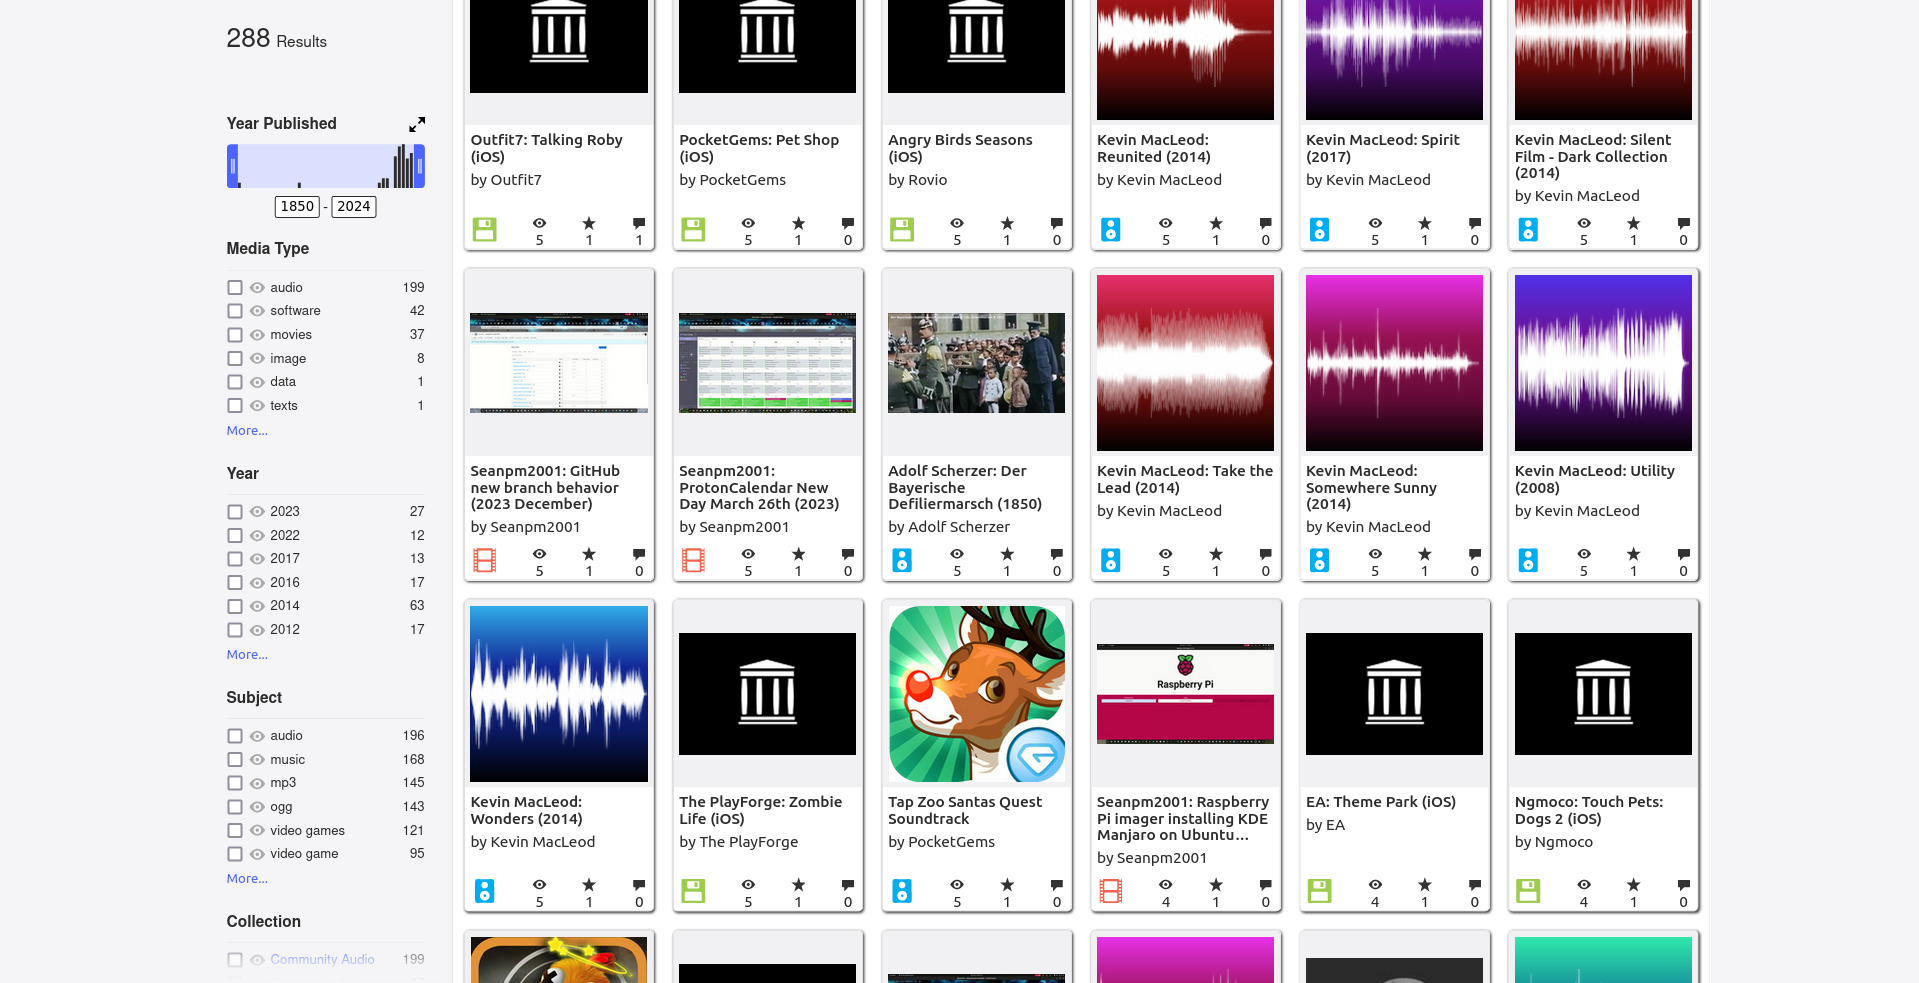 288 Results
Year Published
1850 - 2024
Media Type
audio 199
software 42
movies 37
image 8
data 1
texts 1
More...
Year
2023 27
2022 12
2017 13
2016 17
2014 63
2012 17
More...
Subject
audio 196
music 168
mp3 145
ogg 143
video games 121
video game 95
More...
Collection
Community Audio 199
Outfit7: Talking Roby
(iOS)
by Outfit7
5 1 1
PocketGems: Pet Shop
(iOS)
by PocketGems
5 1 0
Angry Birds Seasons
(iOS)
by Rovio
5 1 0
Kevin MacLeod:
Reunited (2014)
by Kevin MacLeod
5 1 0
Kevin MacLeod: Spirit
(2017)
by Kevin MacLeod
5 1 0
Kevin MacLeod: Silent
Film - Dark Collection
(2014)
by Kevin MacLeod
5 1 0
Seanpm2001: GitHub
new branch behavior
(2023 December)
by Seanpm2001
5 1 0
Seanpm2001:
ProtonCalendar New
Day March 26th (2023)
by Seanpm2001
5 1 0
Adolf Scherzer: Der
Bayerische
Defiliermarsch (1850)
by Adolf Scherzer
5 1 0
Kevin MacLeod: Take the
Lead (2014)
by Kevin MacLeod
5 1 0
Kevin MacLeod:
Somewhere Sunny
(2014)
by Kevin MacLeod
5 1 0
Kevin MacLeod: Utility
(2008)
by Kevin MacLeod
5 1 0
Kevin MacLeod:
Wonders (2014)
by Kevin MacLeod
5 1 0
The PlayForge: Zombie
Life (iOS)
by The PlayForge
5 1 0
Tap Zoo Santas Quest
Soundtrack
by PocketGems
5 1 0
Raspberry Pi
Seanpm2001: Raspberry
Pi imager installing KDE
Manjaro on Ubuntu...
by Seanpm2001
4 1 0
EA: Theme Park (iOS)
by EA
4 1 0
Ngmoco: Touch Pets:
Dogs 2 (iOS)
by Ngmoco
4 1 0